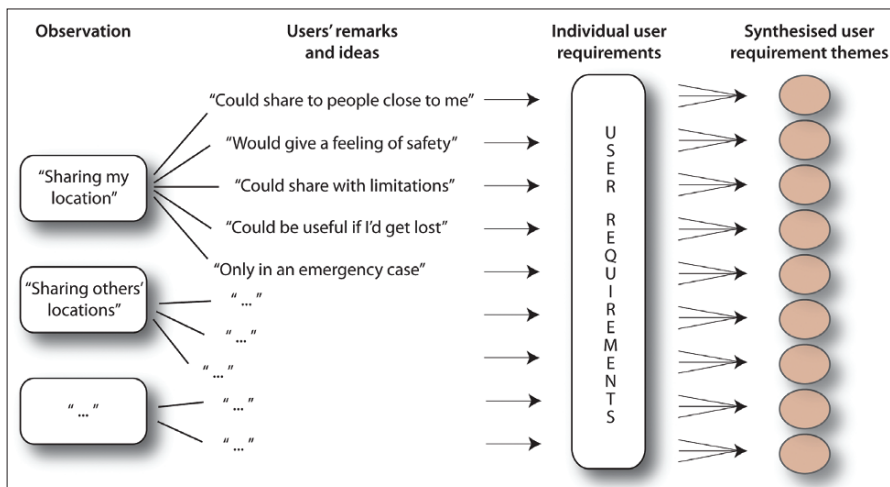 Observation
Users’ remarks
and ideas
Individual user
requirements
Synthesised user
requirement themes
“Sharing my
location”
“Could share to people close to me”
“Would give a feeling of safety”
“Could share with limitations”
“Could be useful if I’d get lost”
“Only in an emergency case”
“Sharing others’
locations”
“ ... ”
“ ... ”
“ ... ”
“ ... ”
“ ... ”
“ ... ”
USER REQUIREMENTS